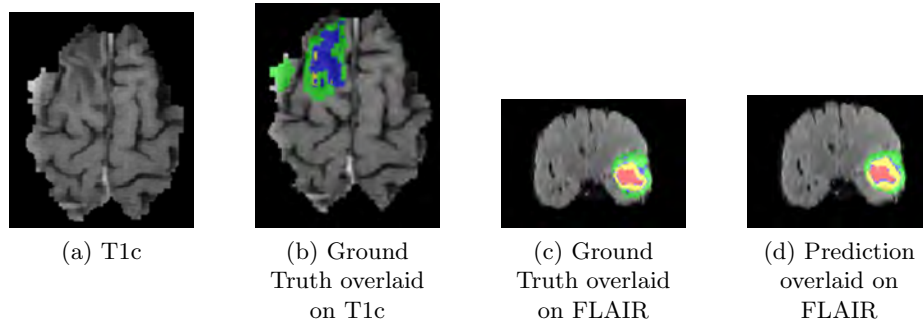 (a) T1c
(b) Ground
Truth overlaid
on T1c
(c) Ground
Truth overlaid
on FLAIR
(d) Prediction
overlaid on
FLAIR